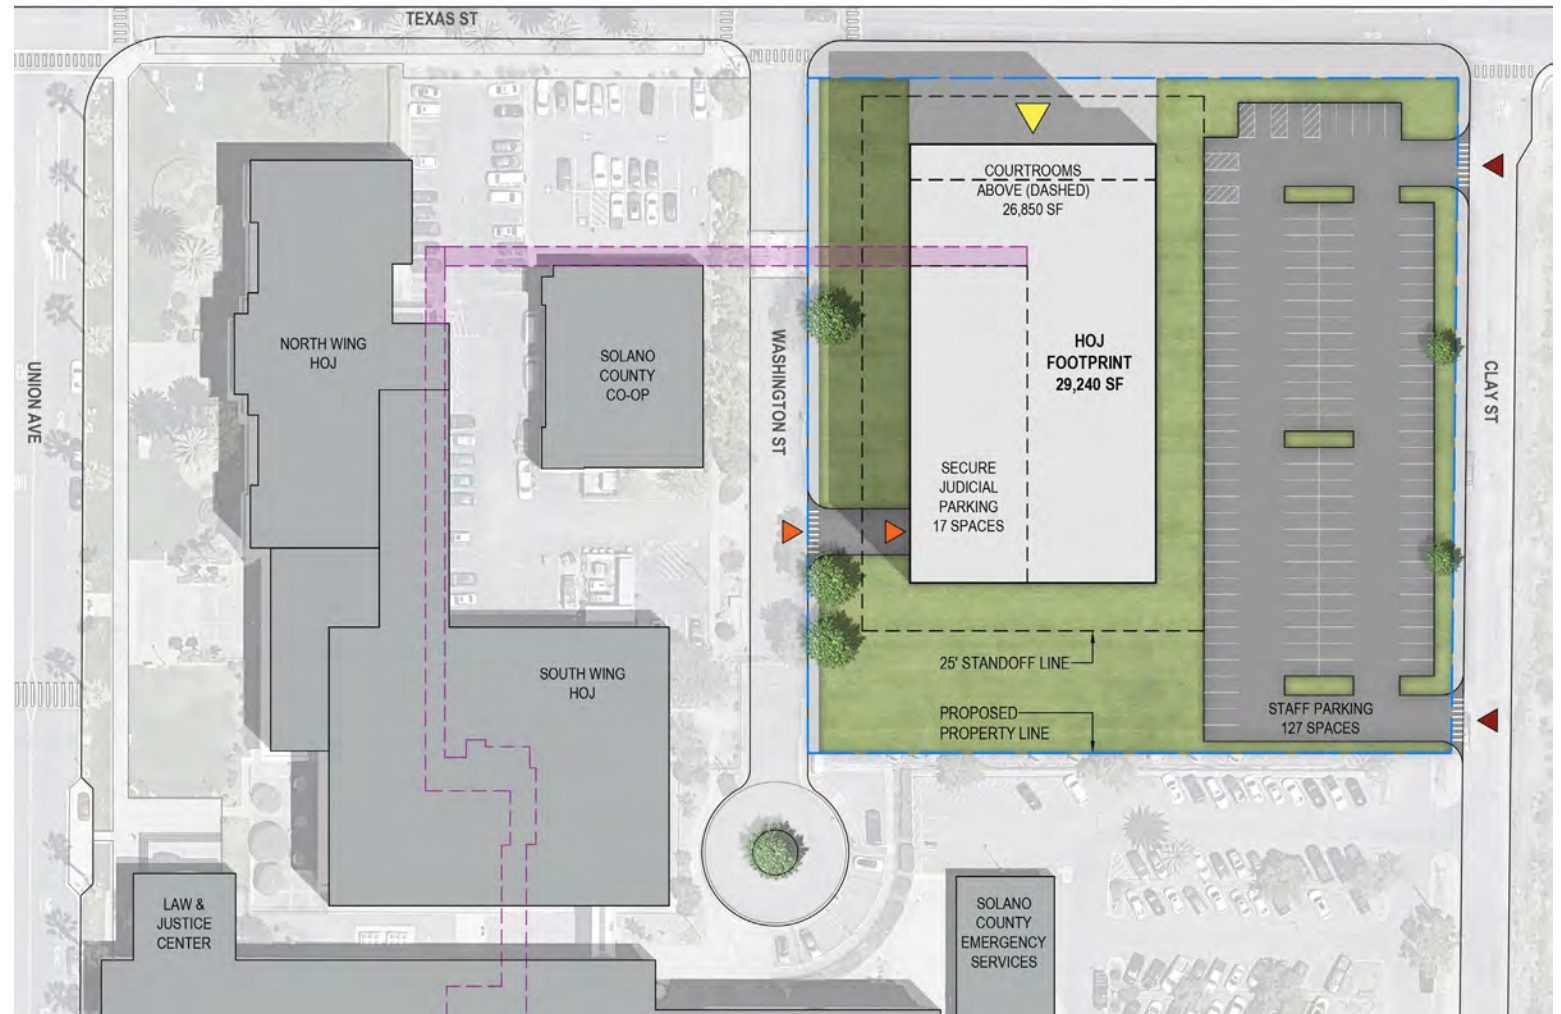 TEXAS ST
COURTROOMS
ABOVE (DASHED)
26,850 SF
NORTH WING
HOJ
SOLANO
COUNTY
CO-OP
WASHINGTON ST
HOJ
FOOTPRINT
29,240 SF
UNION AVE
CLAY ST
SECURE
JUDICIAL
PARKING
17 SPACES
25' STANDOFF LINE
SOUTH WING
HOJ
PROPOSED
PROPERTY LINE
STAFF PARKING
127 SPACES
LAW &
JUSTICE
CENTER
SOLANO
COUNTY
EMERGENCY
SERVICES